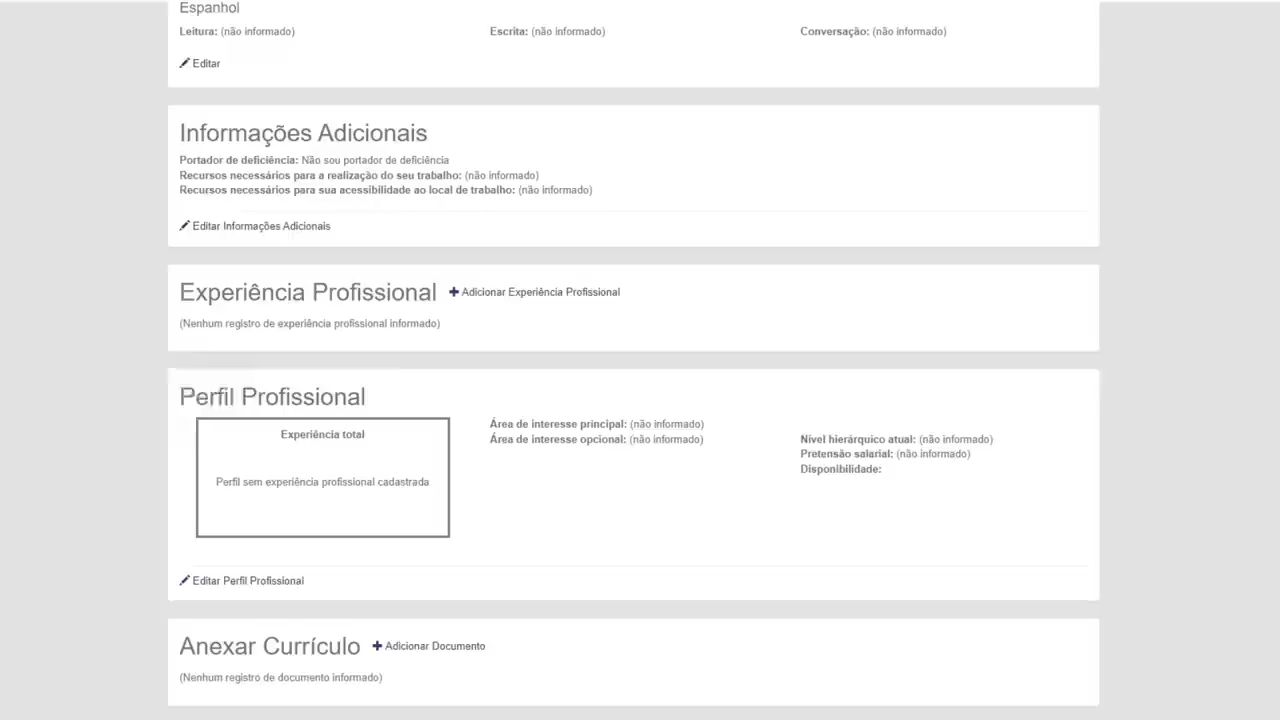 Espanhol
Leitura: (não informado) Escrita: (não informado) Conversação: (não informado)
Editar
Informações Adicionais
Portador de deficiência: Não sou portador de deficiência
Recursos necessários para a realização do seu trabalho: (não informado)
Recursos necessários para sua acessibilidade ao local de trabalho: (não informado)
Editar Informações Adicionais
Experiência Profissional Adicionar Experiência Profissional
(Nenhum registro de experiência profissional informado)
Perfil Profissional
Experiência total
Perfil sem experiência profissional cadastrada
Área de interesse principal: (não informado)
Área de interesse opcional: (não informado)
Nível hierárquico atual: (não informado)
Pretensão salarial: (não informado)
Disponibilidade:
Editar Perfil Profissional
Anexar Currículo Adicionar Documento
(Nenhum registro de documento informado)